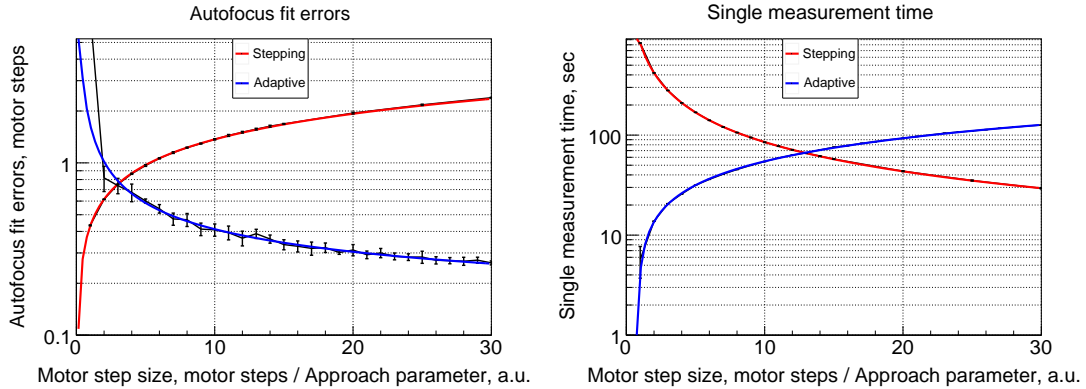 Autofocus fit errors
Autofocus fit errors, motor steps
1
0.1
Stepping
Adaptive
0
10
20
30
Motor step size, motor steps / Approach parameter, a.u.
Single measurement time
Single measurement time, sec
100
10
1
Stepping
Adaptive
0
10
20
30
Motor step size, motor steps / Approach parameter, a.u.